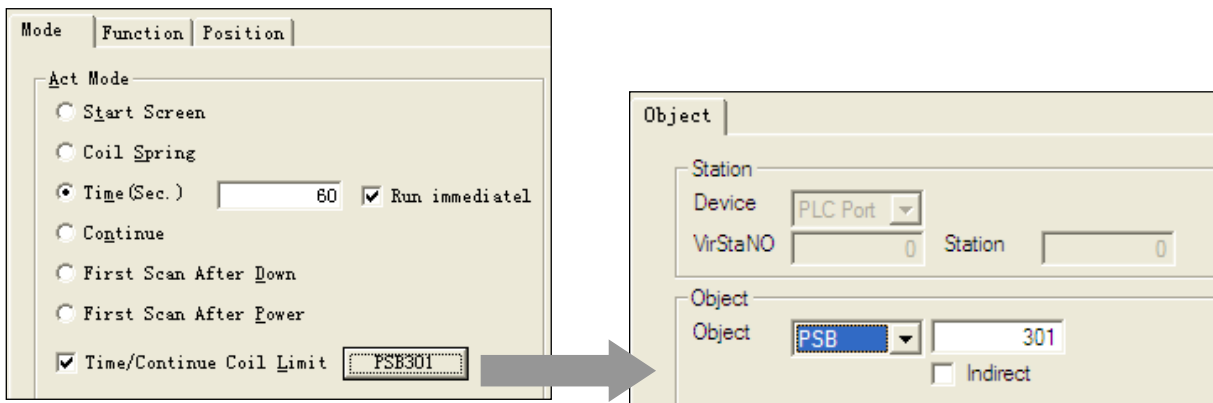 Mode Function Position
Act Mode
Start Screen
Coil Spring
Time(Sec.) 60 Run immediatel
Continue
First Scan After Down
First Scan After Power
Time/Continue Coil Limit PSB301
Object
Station
Device PLC Port
VirStaNO 0 Station 0
Object
Object PSB 301
Indirect